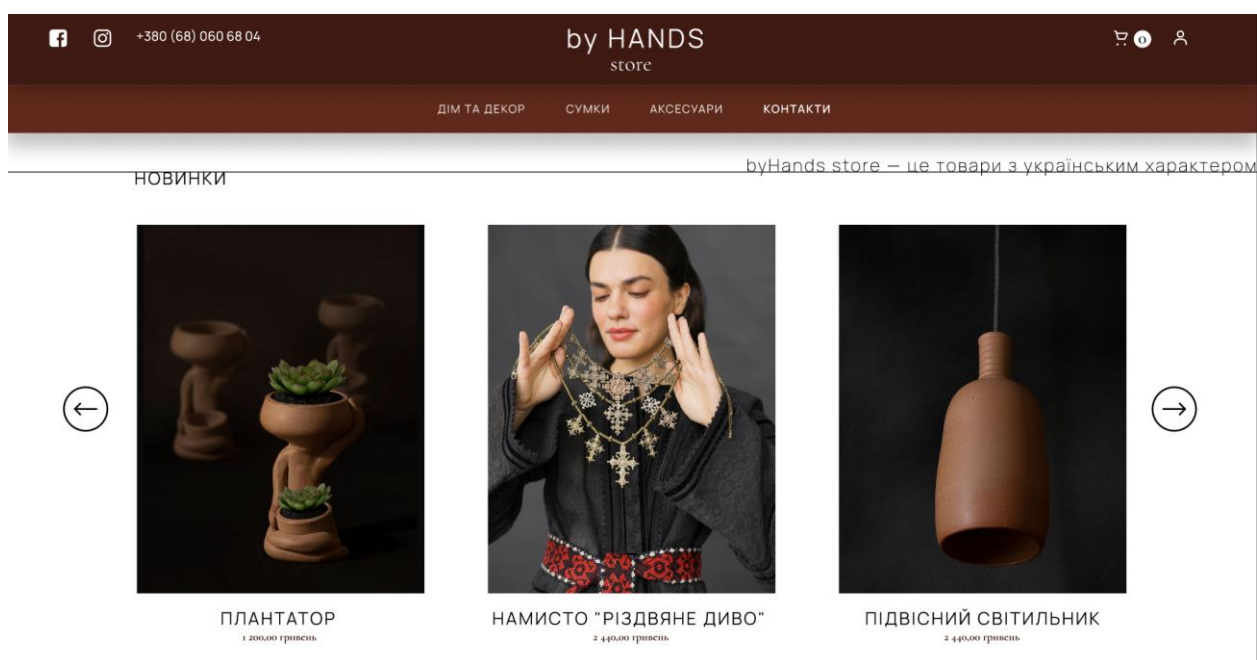 +380 (68) 060 68 04
by HANDS
store
0
ДІМ ТА ДЕКОР СУМКИ АКСЕСУАРИ КОНТАКТИ
byHands store — це товари з українським характером
НОВИНКИ
ПЛАНТАТОР
1 200,00 гривень
НАМИСТО "РІЗДВЯНЕ ДИВО"
2 440,00 гривень
ПІДВІСНИЙ СВІТИЛЬНИК
2 440,00 гривень